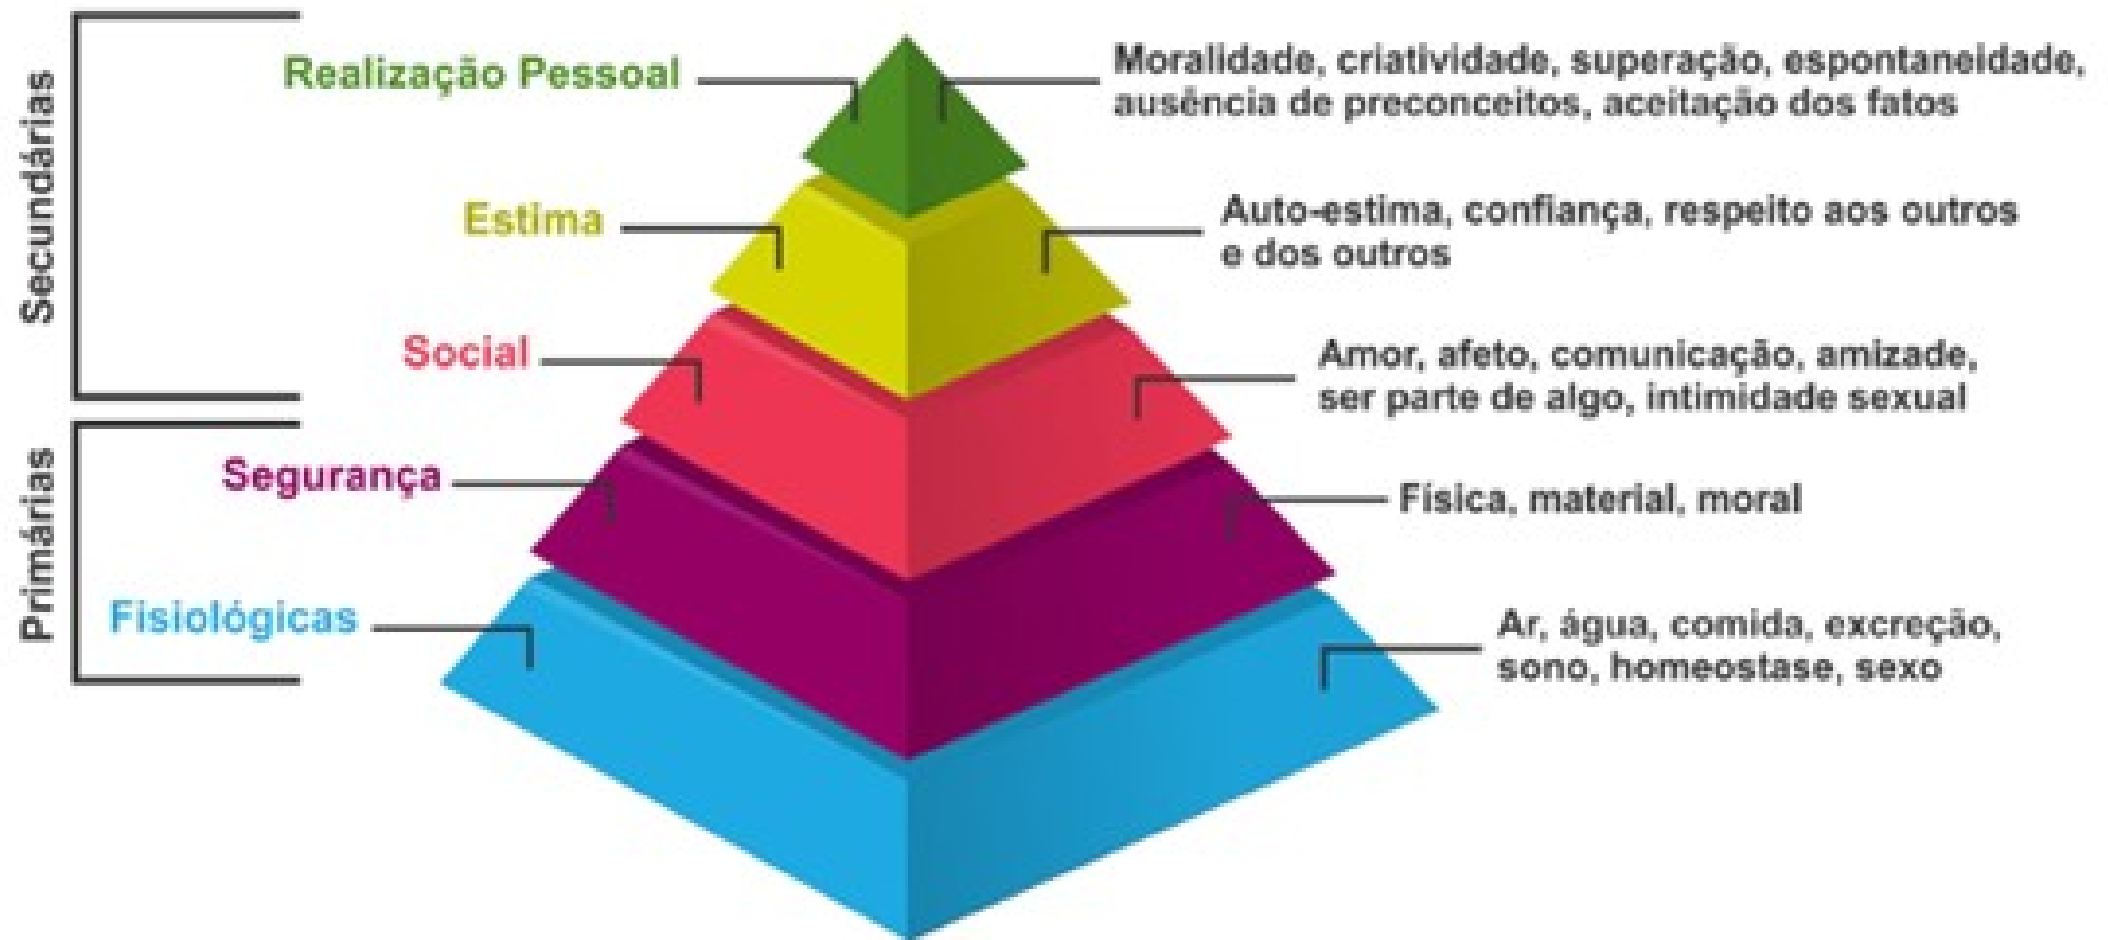 Secundárias
Realização Pessoal
Moralidade, criatividade, superação, espontaneidade,
ausência de preconceitos, aceitação dos fatos
Estima
Auto-estima, confiança, respeito aos outros
e dos outros
Social
Amor, afeto, comunicação, amizade,
ser parte de algo, intimidade sexual
Primárias
Segurança
Física, material, moral
Fisiológicas
Ar, água, comida, excreção,
sono, homeostase, sexo